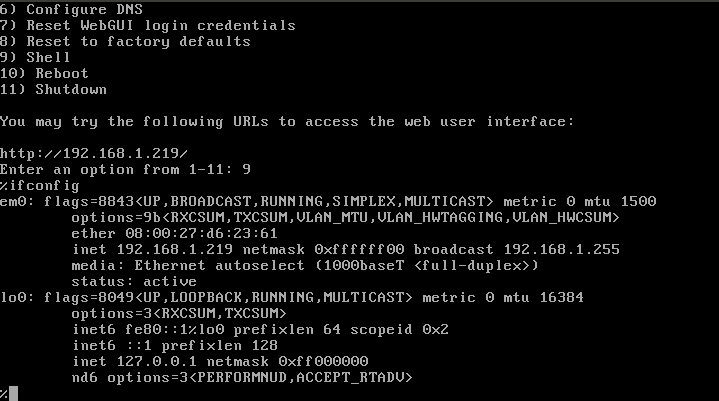 6) Configure DNS
7) Reset WebGUI login credentials
8) Reset to factory defaults
9) Shell
10) Reboot
11) Shutdown
You may try the following URLs to access the web user interface:
http://192.168.1.219/
Enter an option from 1-11: 9
%ifconfig
em0: flags=8843<UP,BROADCAST,RUNNING,SIMPLEX,MULTICAST> metric 0 mtu 1500
options=9b<RXCSUM,TXCSUM,VLAN_MTU,VLAN_HWTAGGING,VLAN_HWCSUM>
ether 08:00:27:d6:23:61
inet 192.168.1.219 netmask 0xffffff00 broadcast 192.168.1.255
media: Ethernet autoselect (1000baseT <full-duplex>)
status: active
lo0: flags=8049<UP,LOOPBACK,RUNNING,MULTICAST> metric 0 mtu 16384
options=3<RXCSUM,TXCSUM>
inet6 fe80::1%lo0 prefixlen 64 scopeid 0x2
inet6 ::1 prefixlen 128
inet 127.0.0.1 netmask 0xff000000
nd6 options=3<PERFORMNUD,ACCEPT_RTADV>
%